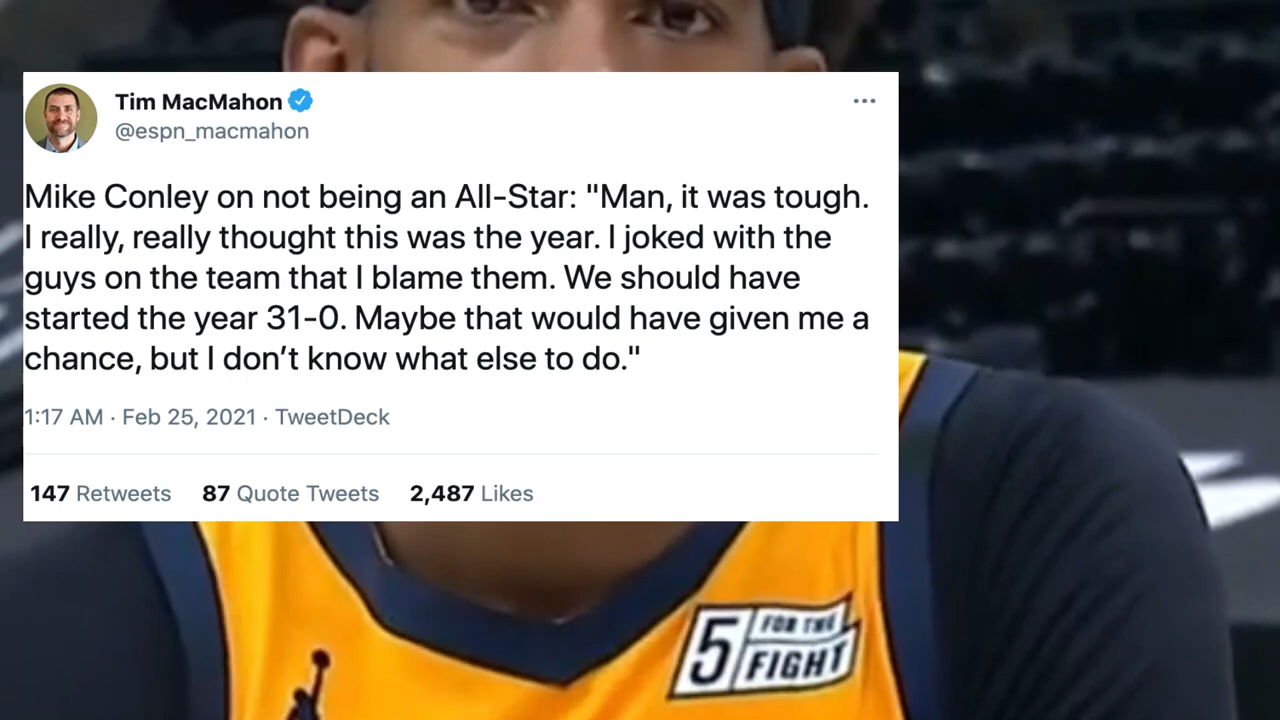 Tim MacMahon
@espn_macmahon
Mike Conley on not being an All-Star: "Man, it was tough.
I really, really thought this was the year. I joked with the
guys on the team that I blame them. We should have
started the year 31-0. Maybe that would have given me a
chance, but I don’t know what else to do."
1:17 AM · Feb 25, 2021 · TweetDeck
147 Retweets 87 Quote Tweets 2,487 Likes
5 FOR THE
FIGHT